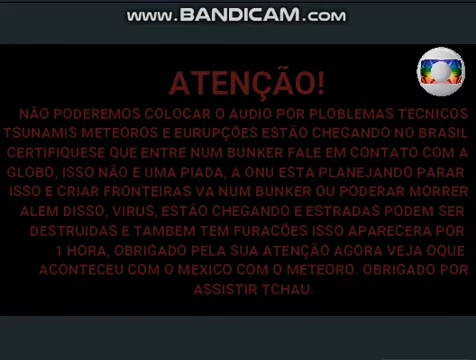 www.BANDICAM.com
ATENÇÃO!
NÃO PODEREMOS COLOCAR O AUDIO POR PLOBLEMAS TECNICOS
TSUNAMIS METEOROS E EURUPÇÕES ESTÃO CHEGANDO NO BRASIL
CERTIFIQUESE QUE ENTRE NUM BUNKER FALE EM CONTATO COM A
GLOBO, ISSO NÃO E UMA PIADA, A ONU ESTA PLANEJANDO PARAR
ISSO E CRIAR FRONTEIRAS VA NUM BUNKER OU PODERAR MORRER
ALEM DISSO, VIRUS, ESTÃO CHEGANDO E ESTRADAS PODEM SER
DESTRUIDAS E TAMBEM TEM FURACÕES ISSO APARECERA POR
1 HORA, OBRIGADO PELA SUA ATENÇÃO AGORA VEJA OQUE
ACONTECEU COM O MEXICO COM O METEORO. OBRIGADO POR
ASSISTIR TCHAU.